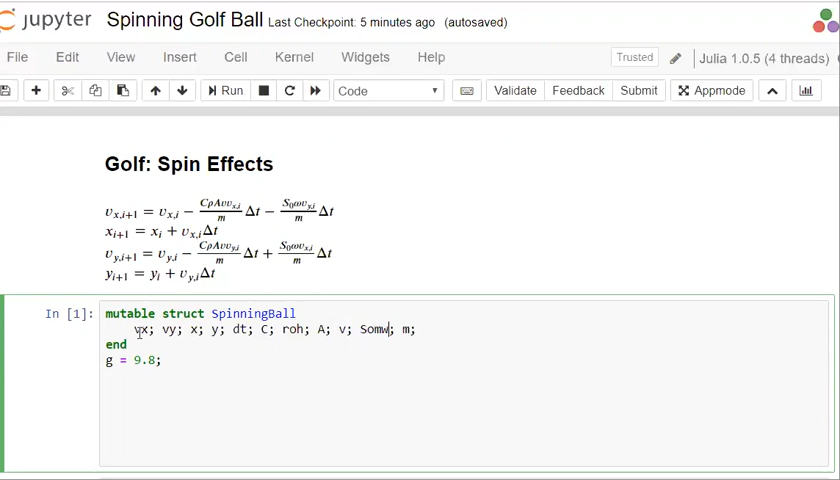 jupyter Spinning Golf Ball Last Checkpoint: 5 minutes ago (autosaved)
File Edit View Insert Cell Kernel Widgets Help Trusted Julia 1.0.5 (4 threads)
Run Code Validate Feedback Submit Appmode
Golf: Spin Effects
v_{x,i+1} = v_{x,i} − \frac{CρAvv_{x,i}}{m} Δt − \frac{S_0ωv_{y,i}}{m} Δt
x_{i+1} = x_i + v_{x,i}Δt
v_{y,i+1} = v_{y,i} − \frac{CρAvv_{y,i}}{m} Δt + \frac{S_0ωv_{x,i}}{m} Δt
y_{i+1} = y_i + v_{y,i}Δt
In [1]: mutable struct SpinningBall
vx; vy; x; y; dt; C; roh; A; v; Somw; m;
end
g = 9.8;